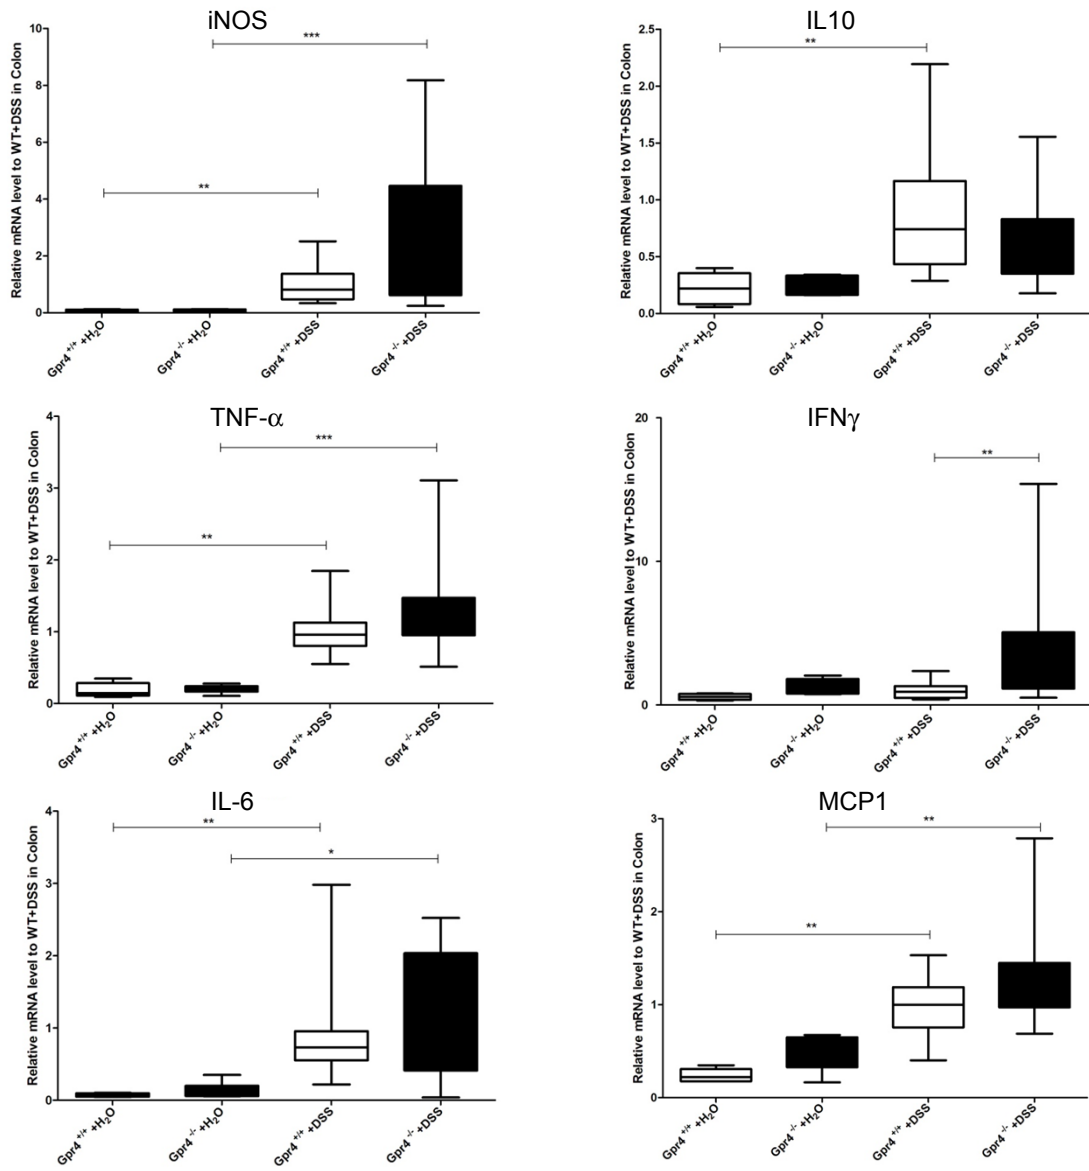 iNOS
Relative mRNA level to WT+DSS in Colon
10
8
6
4
2
0
***
**
Gpr4 +/+ +H2O
Gpr4 -/- +H2O
Gpr4 +/+ +DSS
Gpr4 -/- +DSS
IL10
Relative mRNA level to WT+DSS in Colon
2.5
2.0
1.5
1.0
0.5
0.0
**
Gpr4 +/+ +H2O
Gpr4 -/- +H2O
Gpr4 +/+ +DSS
Gpr4 -/- +DSS
TNF-α
Relative mRNA level to WT+DSS in Colon
4
3
2
1
0
***
**
Gpr4 +/+ +H2O
Gpr4 -/- +H2O
Gpr4 +/+ +DSS
Gpr4 -/- +DSS
IFNγ
Relative mRNA level to WT+DSS in Colon
20
10
0
**
Gpr4 +/+ +H2O
Gpr4 -/- +H2O
Gpr4 +/+ +DSS
Gpr4 -/- +DSS
IL-6
Relative mRNA level to WT+DSS in Colon
4
3
2
1
0
**
*
Gpr4 +/+ +H2O
Gpr4 -/- +H2O
Gpr4 +/+ +DSS
Gpr4 -/- +DSS
MCP1
Relative mRNA level to WT+DSS in Colon
3
2
1
0
**
**
Gpr4 +/+ +H2O
Gpr4 -/- +H2O
Gpr4 +/+ +DSS
Gpr4 -/- +DSS